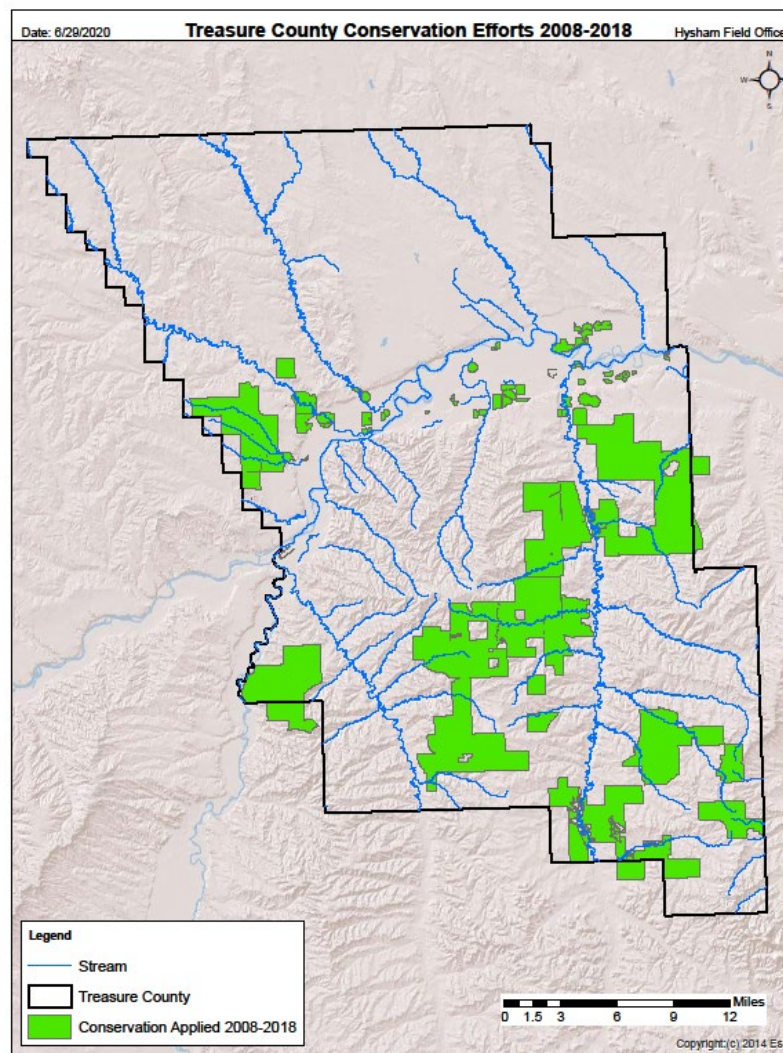 Date: 6/29/2020 Treasure County Conservation Efforts 2008-2018 Hysham Field Office
N
W
S
Legend
Stream
Treasure County
Conservation Applied 2008-2018
Miles
0 1.5 3 6 9 12
Copyright:(c) 2014